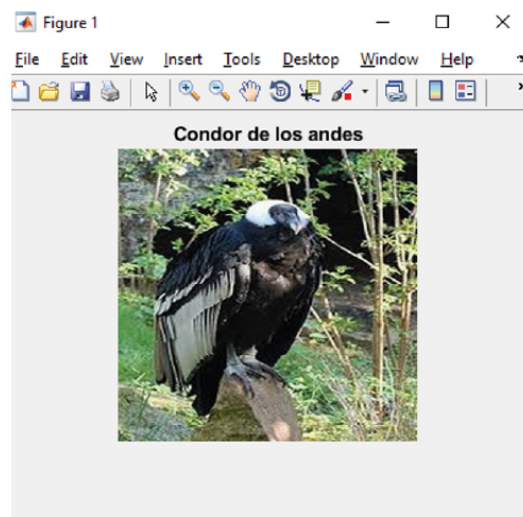 Figure 1
File Edit View Insert Tools Desktop Window Help
Condor de los andes